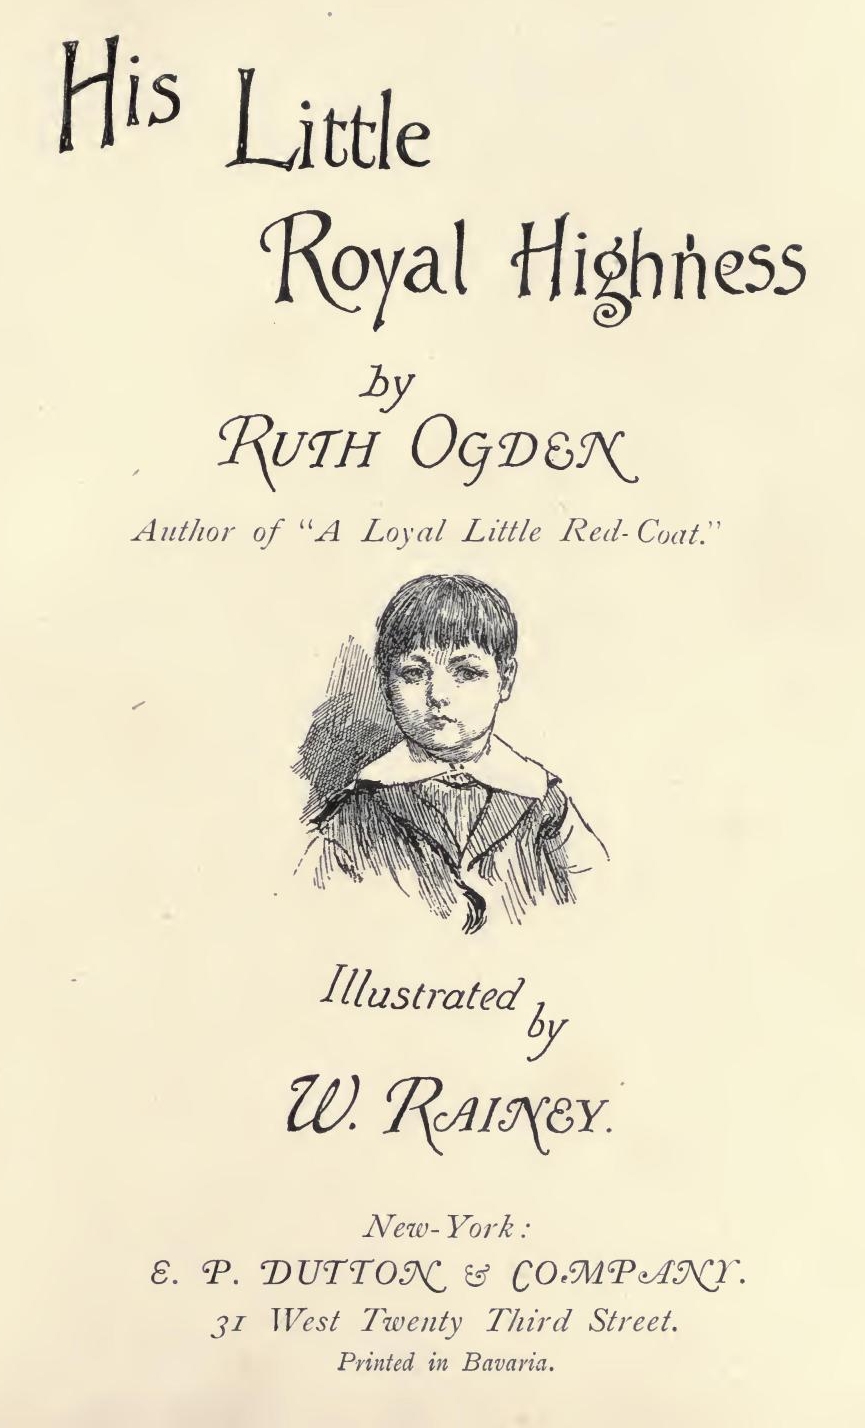 His Little
Royal Highness
by
RUTH OGDEN
Author of “A Loyal Little Red-Coat.”
Illustrated
by
W. RAINEY.
New-York:
E. P. DUTTON & COMPANY.
31 West Twenty Third Street.
Printed in Bavaria.